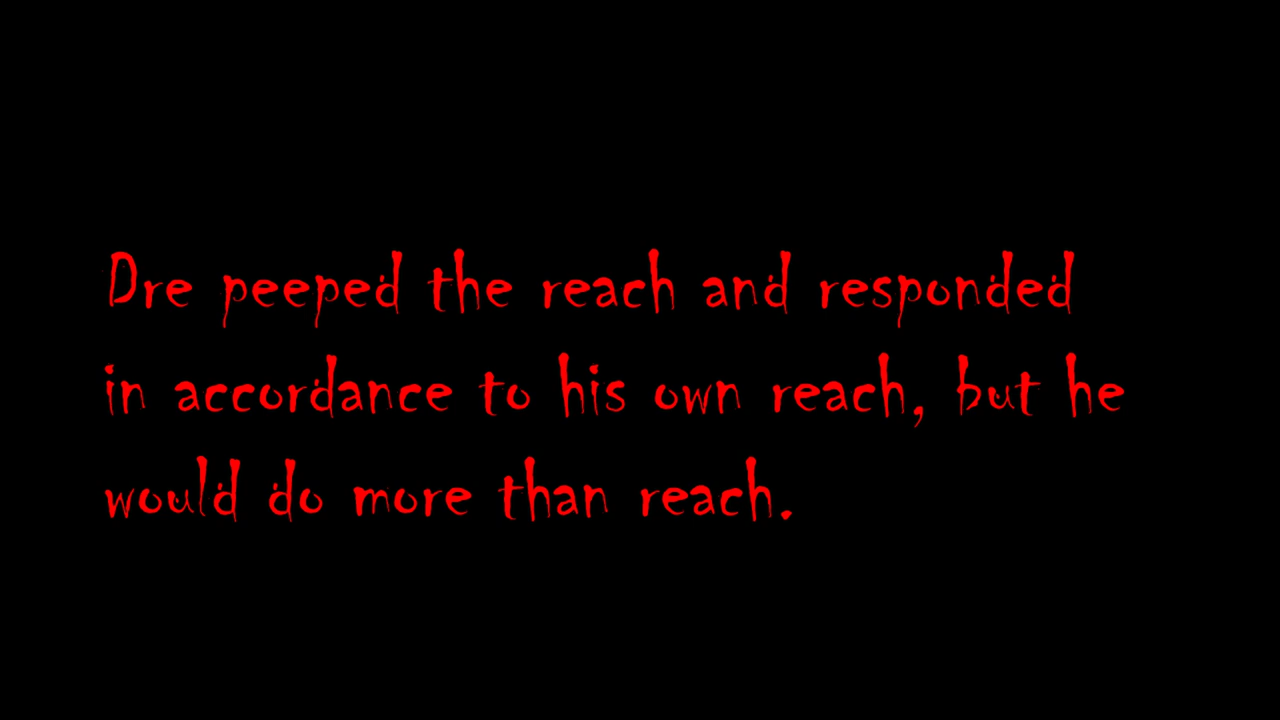 Dre peeped the reach and responded
in accordance to his own reach, but he
would do more than reach.